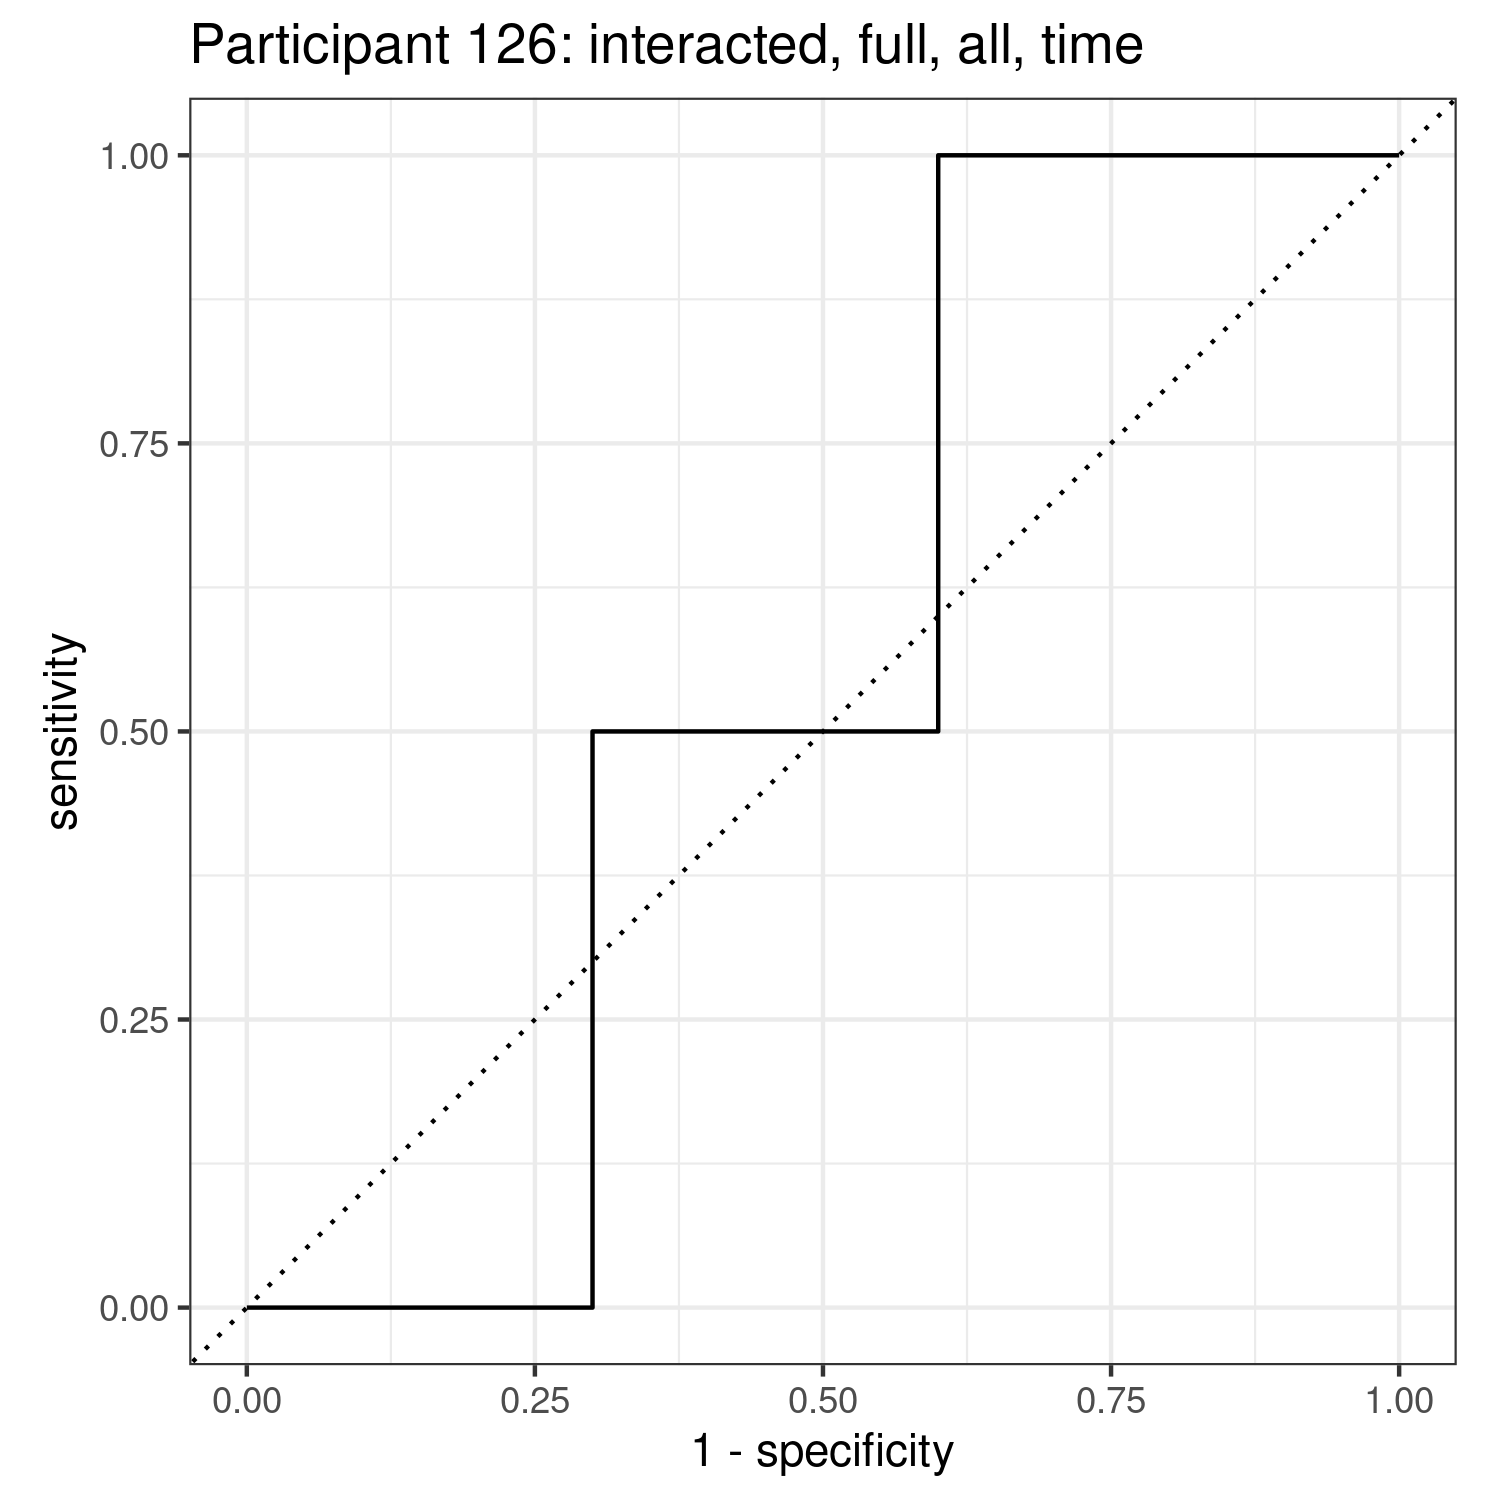 Participant 126: interacted, full, all, time
1.00
0.75
0.50
0.25
0.00
sensitivity
0.00 0.25 0.50 0.75 1.00
1 - specificity